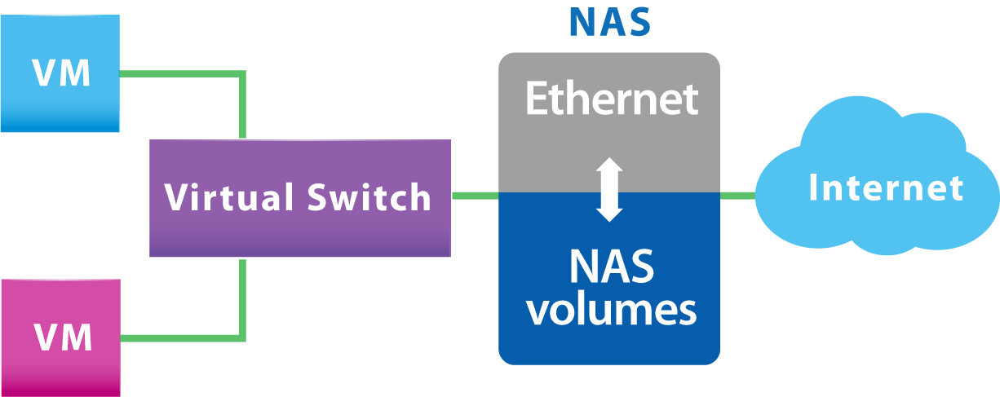 VM
Virtual Switch
VM
NAS
Ethernet
NAS
volumes
Internet